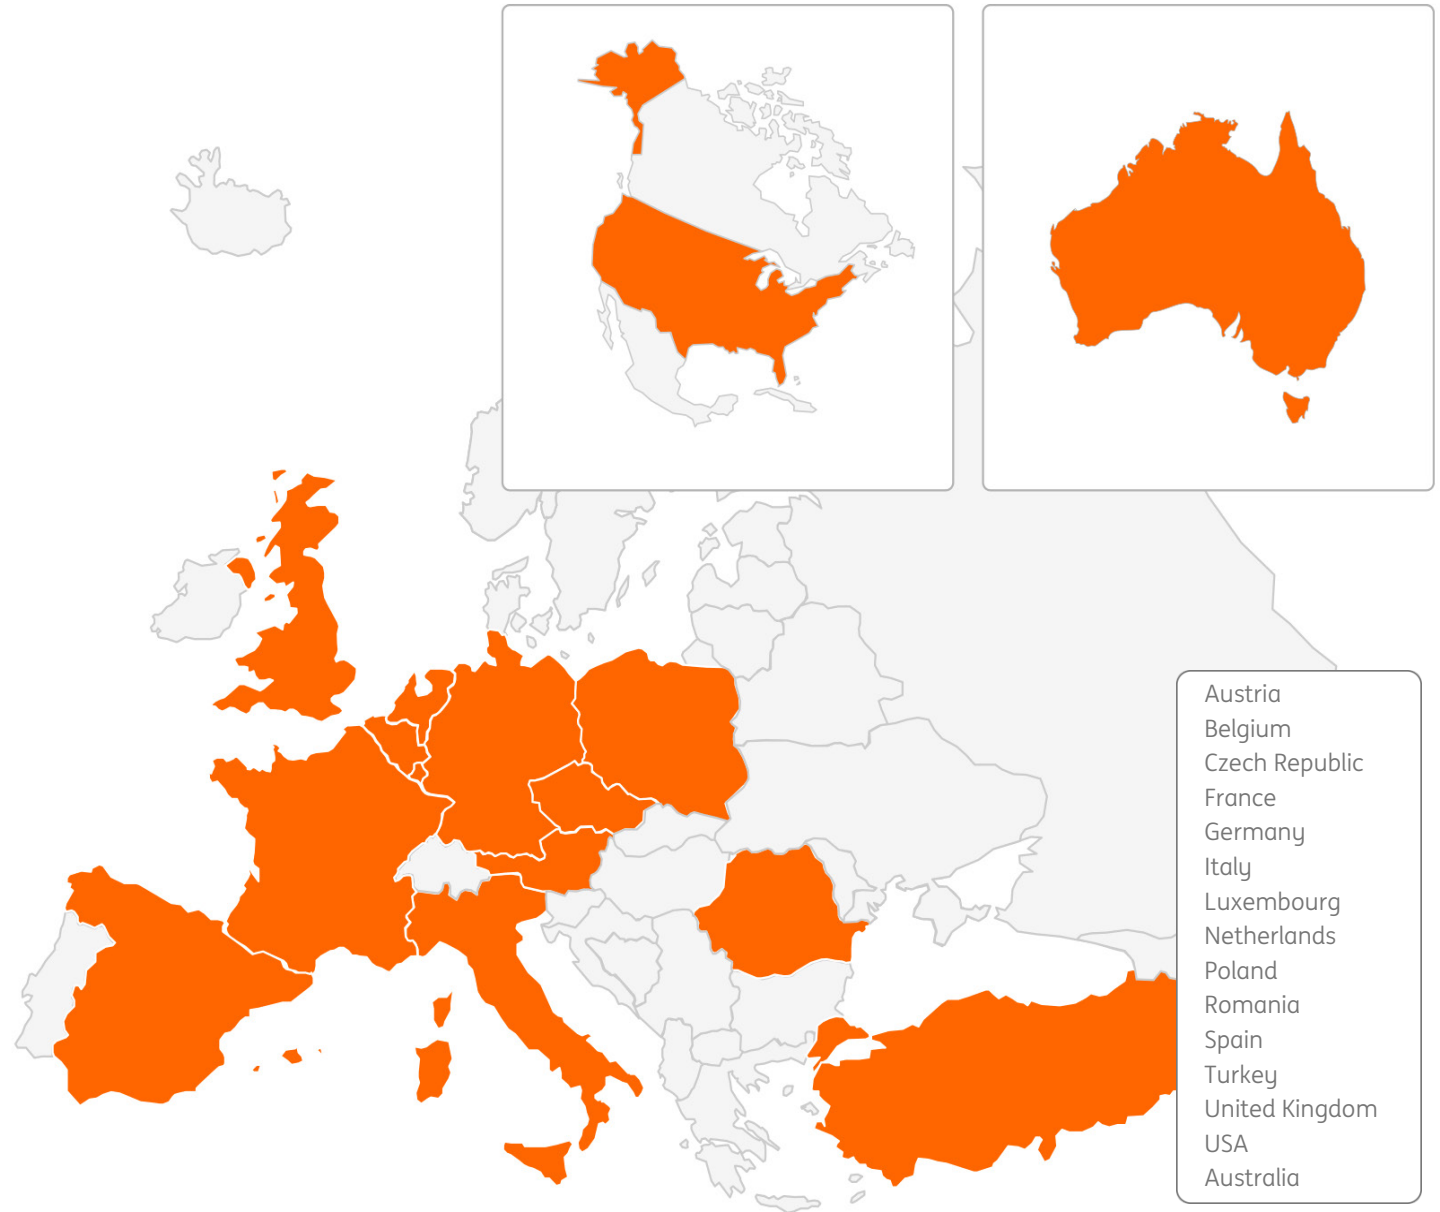 Austria
Belgium
Czech Republic
France
Germany
Italy
Luxembourg
Netherlands
Poland
Romania
Spain
Turkey
United Kingdom
USA
Australia